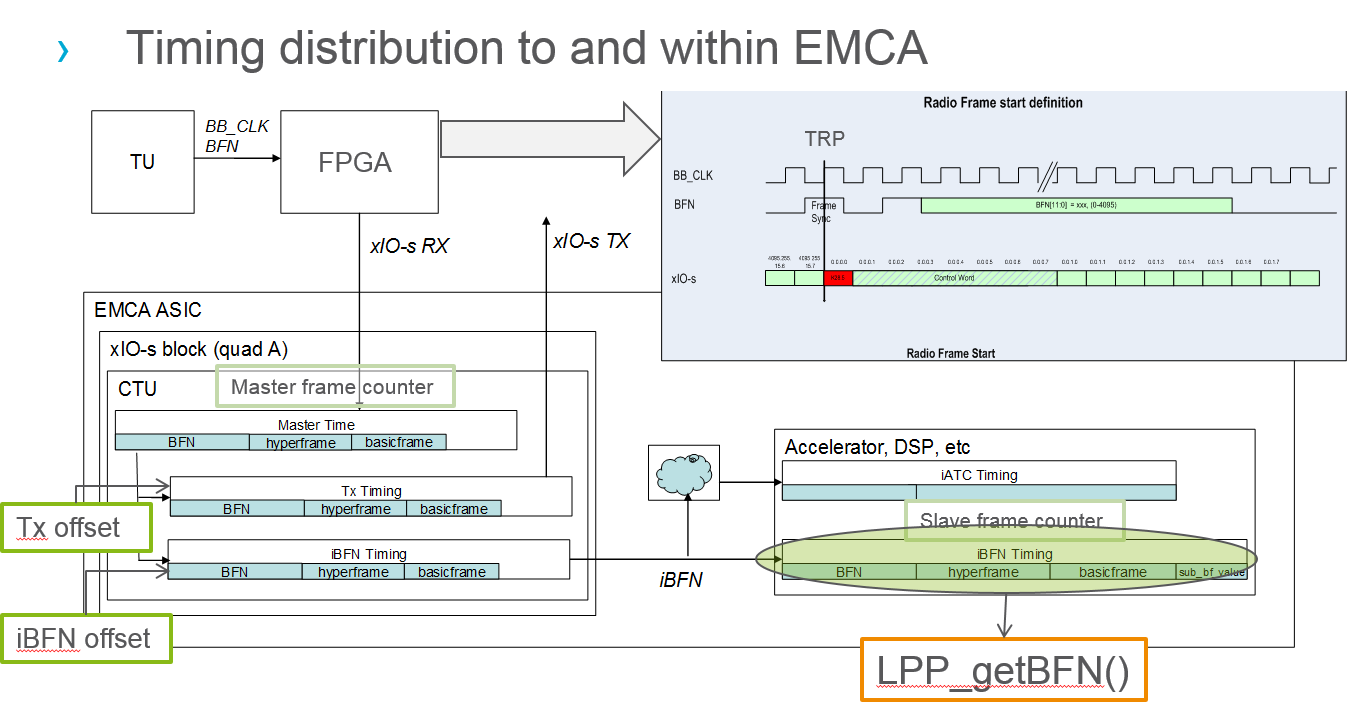 › Timing distribution to and within EMCA
Radio Frame start definition
BB_CLK
BFN
TU
FPGA
TRP
BB_CLK
BFN
Frame
Sync
BFN[11:0] = xxx, (0-4095)
xIO-s RX
xIO-s TX
4095.255.
15.6
4095.255
15.7
0.0.0.0
0.0.0.1
0.0.0.2
0.0.0.3
0.0.0.4
0.0.0.5
0.0.0.6
0.0.0.7
0.0.1.0
0.0.1.1
0.0.1.2
0.0.1.3
0.0.1.4
0.0.1.5
0.0.1.6
0.0.1.7
xIO-s
Control Word
Radio Frame Start
EMCA ASIC
xIO-s block (quad A)
CTU
Master frame counter
Master Time
BFN hyperframe basicframe
Accelerator, DSP, etc
iATC Timing
Tx Timing
BFN hyperframe basicframe
Tx offset
Slave frame counter
iBFN Timing
BFN hyperframe basicframe
iBFN
iBFN Timing
BFN hyperframe basicframe sub_bf_value
iBFN offset
LPP_getBFN()